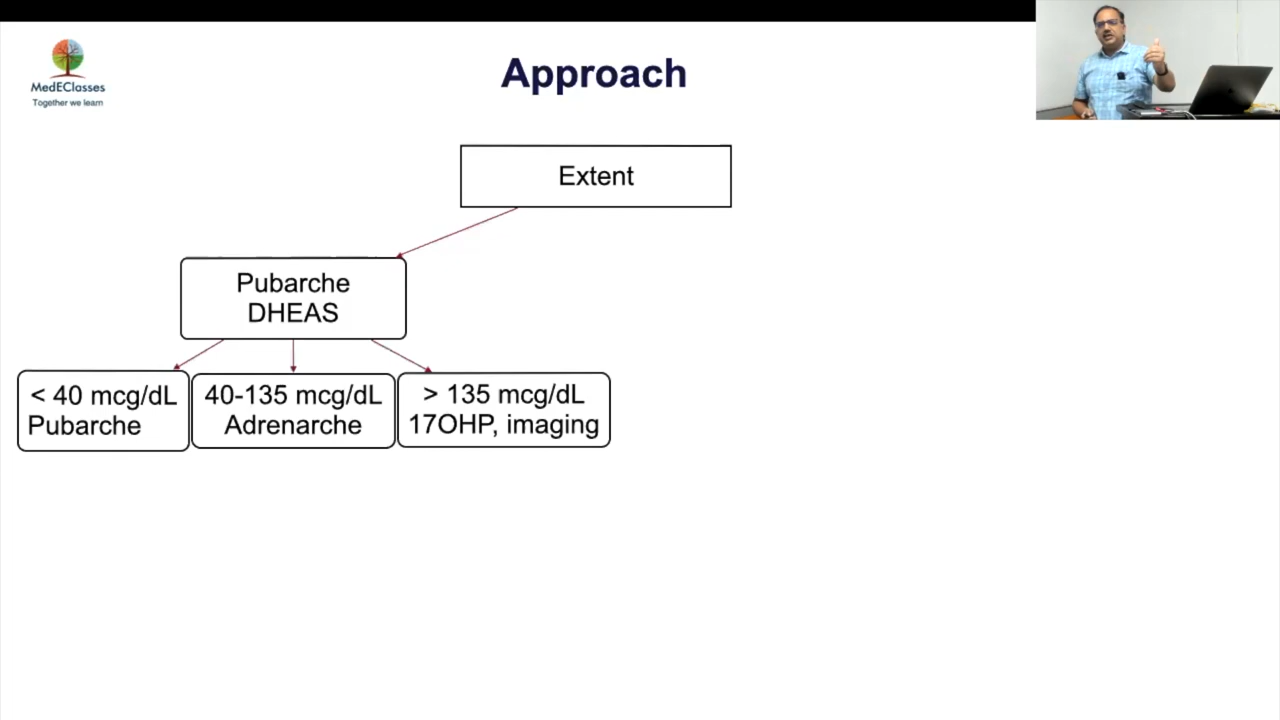 MedEClasses
Together we learn
Approach
Extent
Pubarche
DHEAS
< 40 mcg/dL
Pubarche
40-135 mcg/dL
Adrenarche
> 135 mcg/dL
17OHP, imaging